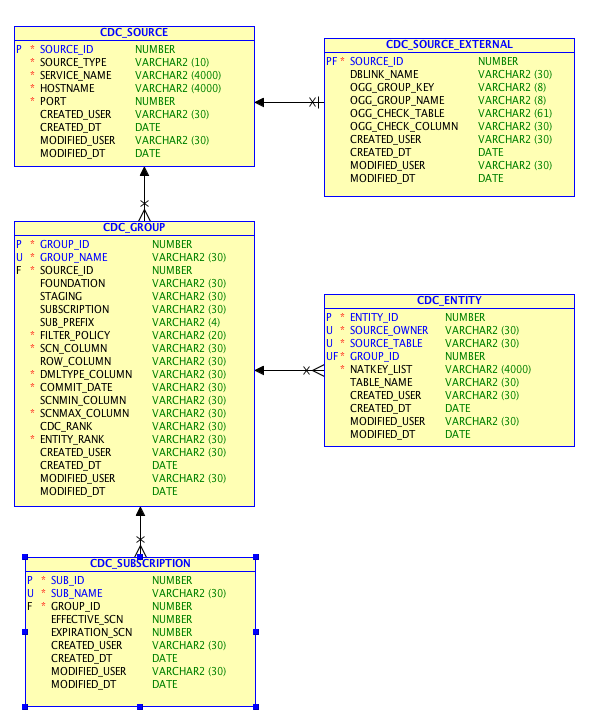 CDC_SOURCE
P * SOURCE_ID NUMBER
* SOURCE_TYPE VARCHAR2 (10)
* SERVICE_NAME VARCHAR2 (4000)
* HOSTNAME VARCHAR2 (4000)
* PORT NUMBER
CREATED_USER VARCHAR2 (30)
CREATED_DT DATE
MODIFIED_USER VARCHAR2 (30)
MODIFIED_DT DATE
CDC_SOURCE_EXTERNAL
PF * SOURCE_ID NUMBER
DBLINK_NAME VARCHAR2 (30)
OGG_GROUP_KEY VARCHAR2 (8)
OGG_GROUP_NAME VARCHAR2 (8)
OGG_CHECK_TABLE VARCHAR2 (61)
OGG_CHECK_COLUMN VARCHAR2 (30)
CREATED_USER VARCHAR2 (30)
CREATED_DT DATE
MODIFIED_USER VARCHAR2 (30)
MODIFIED_DT DATE
CDC_GROUP
P * GROUP_ID NUMBER
U * GROUP_NAME VARCHAR2 (30)
F * SOURCE_ID NUMBER
FOUNDATION VARCHAR2 (30)
STAGING VARCHAR2 (30)
SUBSCRIPTION VARCHAR2 (30)
SUB_PREFIX VARCHAR2 (4)
* FILTER_POLICY VARCHAR2 (20)
* SCN_COLUMN VARCHAR2 (30)
ROW_COLUMN VARCHAR2 (30)
* DMLTYPE_COLUMN VARCHAR2 (30)
* COMMIT_DATE VARCHAR2 (30)
SCNMIN_COLUMN VARCHAR2 (30)
* SCNMAX_COLUMN VARCHAR2 (30)
CDC_RANK VARCHAR2 (30)
* ENTITY_RANK VARCHAR2 (30)
CREATED_USER VARCHAR2 (30)
CREATED_DT DATE
MODIFIED_USER VARCHAR2 (30)
MODIFIED_DT DATE
CDC_ENTITY
P * ENTITY_ID NUMBER
U * SOURCE_OWNER VARCHAR2 (30)
U * SOURCE_TABLE VARCHAR2 (30)
UF * GROUP_ID NUMBER
* NATKEY_LIST VARCHAR2 (4000)
TABLE_NAME VARCHAR2 (30)
CREATED_USER VARCHAR2 (30)
CREATED_DT DATE
MODIFIED_USER VARCHAR2 (30)
MODIFIED_DT DATE
CDC_SUBSCRIPTION
P * SUB_ID NUMBER
U * SUB_NAME VARCHAR2 (30)
F * GROUP_ID NUMBER
EFFECTIVE_SCN NUMBER
EXPIRATION_SCN NUMBER
CREATED_USER VARCHAR2 (30)
CREATED_DT DATE
MODIFIED_USER VARCHAR2 (30)
MODIFIED_DT DATE